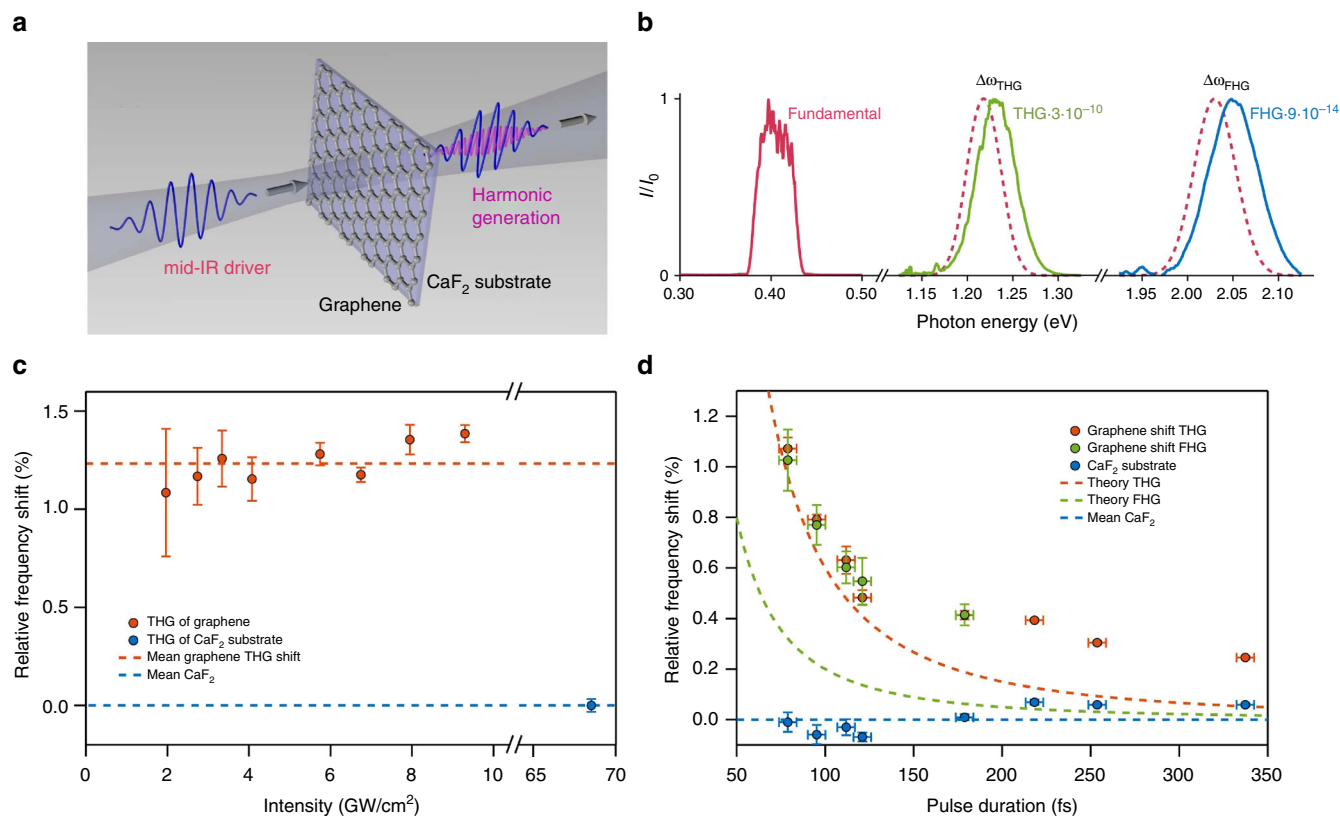 a
mid-IR driver
Graphene
CaF₂ substrate
Harmonic
generation
b
Δω_THG
Δω_FHG
Fundamental
THG·3·10⁻¹⁰
FHG·9·10⁻¹⁴
I/I₀
1
0
0.30 0.40 0.50 1.15 1.20 1.25 1.30 1.95 2.00 2.05 2.10
Photon energy (eV)
c
Relative frequency shift (%)
1.5
1.0
0.5
0.0
THG of graphene
THG of CaF₂ substrate
Mean graphene THG shift
Mean CaF₂
0 2 4 6 8 10 65 70
Intensity (GW/cm²)
d
Relative frequency shift (%)
1.2
1.0
0.8
0.6
0.4
0.2
0.0
Graphene shift THG
Graphene shift FHG
CaF₂ substrate
Theory THG
Theory FHG
Mean CaF₂
50 100 150 200 250 300 350
Pulse duration (fs)